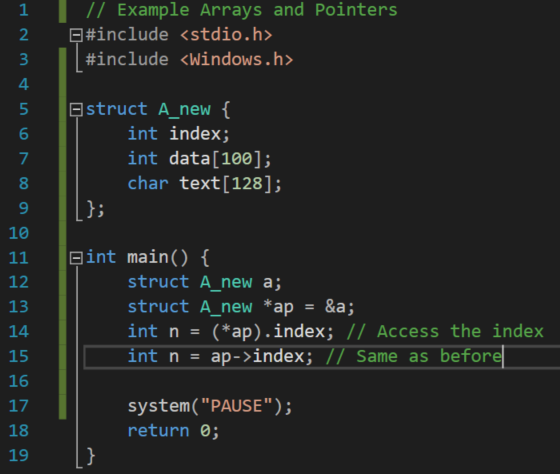 1 // Example Arrays and Pointers
2 #include <stdio.h>
3 #include <Windows.h>
4
5 struct A_new {
6 int index;
7 int data[100];
8 char text[128];
9 };
10
11 int main() {
12 struct A_new a;
13 struct A_new *ap = &a;
14 int n = (*ap).index; // Access the index
15 int n = ap->index; // Same as before
16
17 system("PAUSE");
18 return 0;
19 }